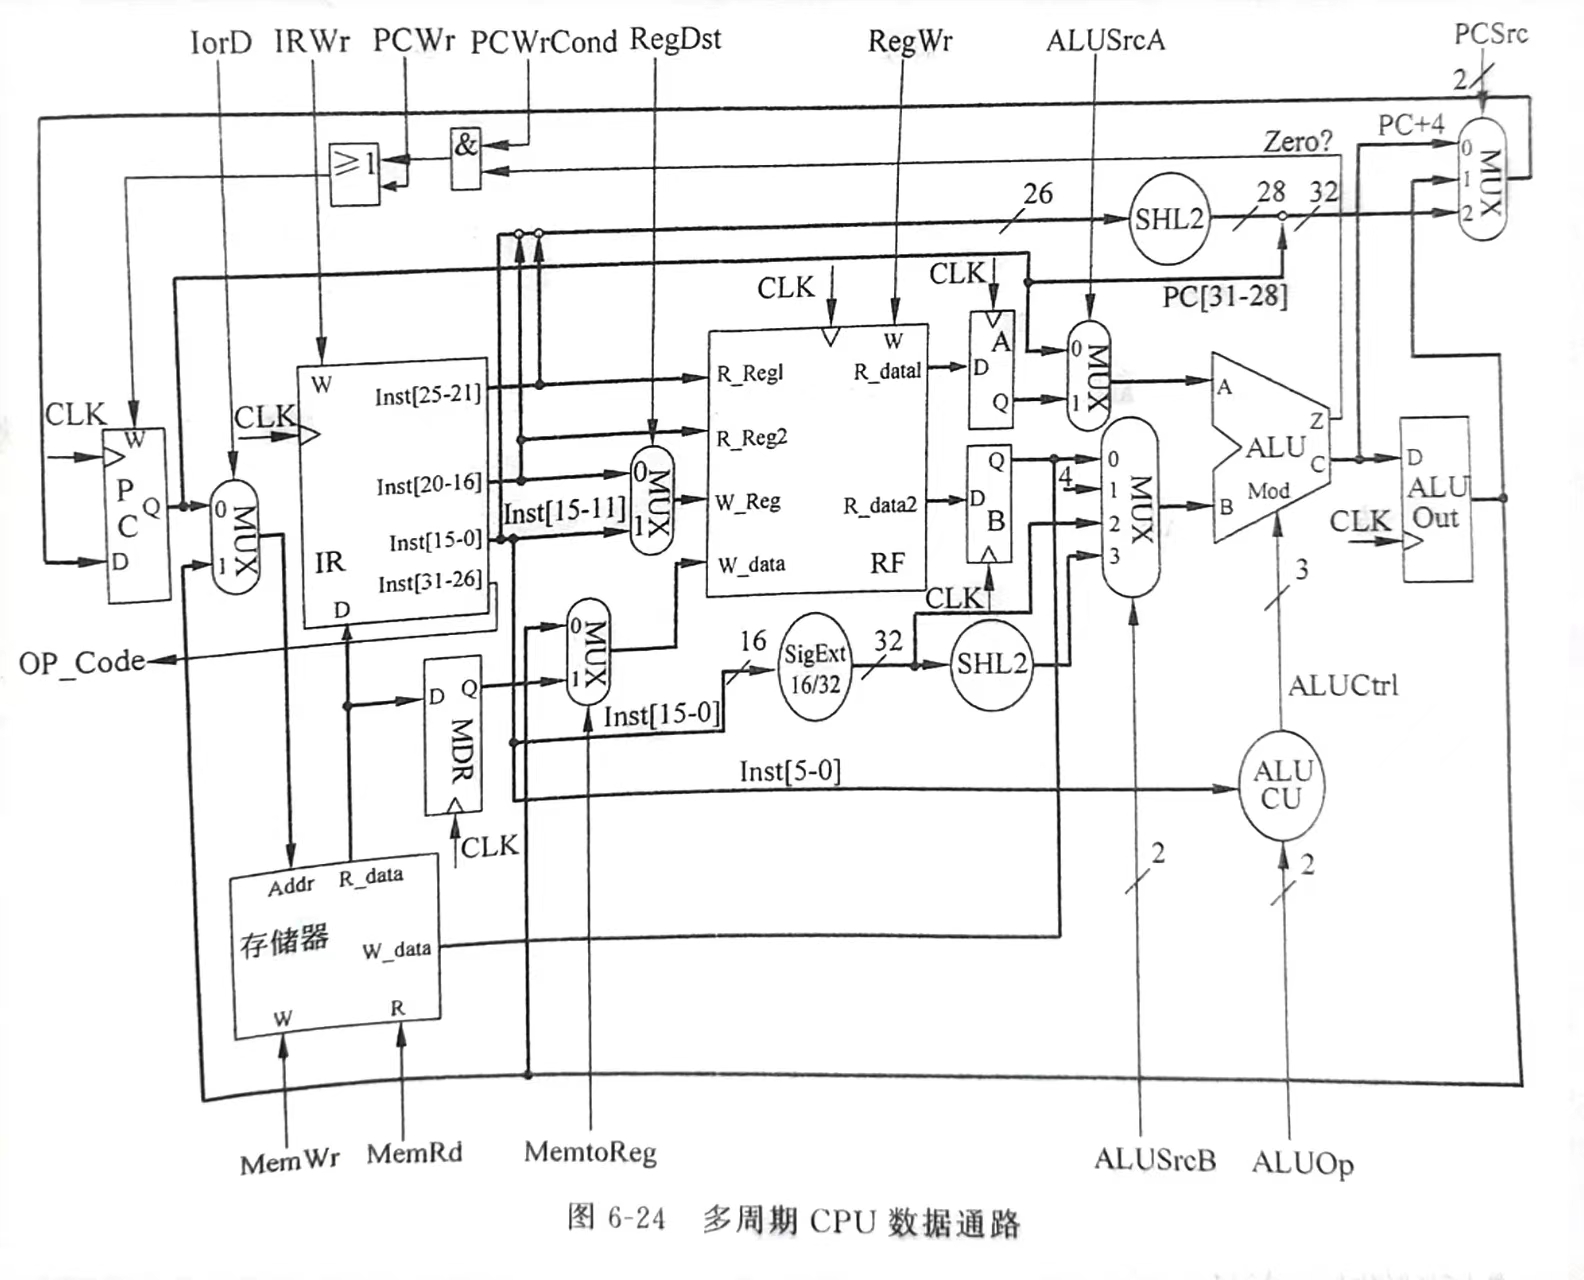 IorD IRWr PCWr PCWrCond RegDst RegWr ALUSrcA PCSrc
2
PC+4
& Zero?
≥1
0
MUX
1
2
26 28 32
SHL2
CLK CLK
PC[31-28]
W
R_Reg1 R_data1
R_Reg2
W_Reg R_data2
W_data RF
A
D
Q
0
MUX
1
W
Inst[25-21]
CLK
Inst[20-16]
Inst[15-0]
Inst[31-26]
IR
D
CLK
W
PC
Q
D
0
MUX
1
0
MUX
1
Inst[15-11]
Q
D
B
CLK
4
0
1
2
3
MUX
A
Z
ALU
C
Mod
B
D
ALU
Out
CLK
3
OP_Code
D Q
MDR
CLK
0
MUX
1
Inst[15-0]
16
SigExt
16/32
32
SHL2
ALUCtrl
Inst[5-0]
ALU
CU
2
2
Addr R_data
存储器
W_data
W R
MemWr MemRd MemtoReg ALUSrcB ALUOp
图 6-24 多周期 CPU 数据通路